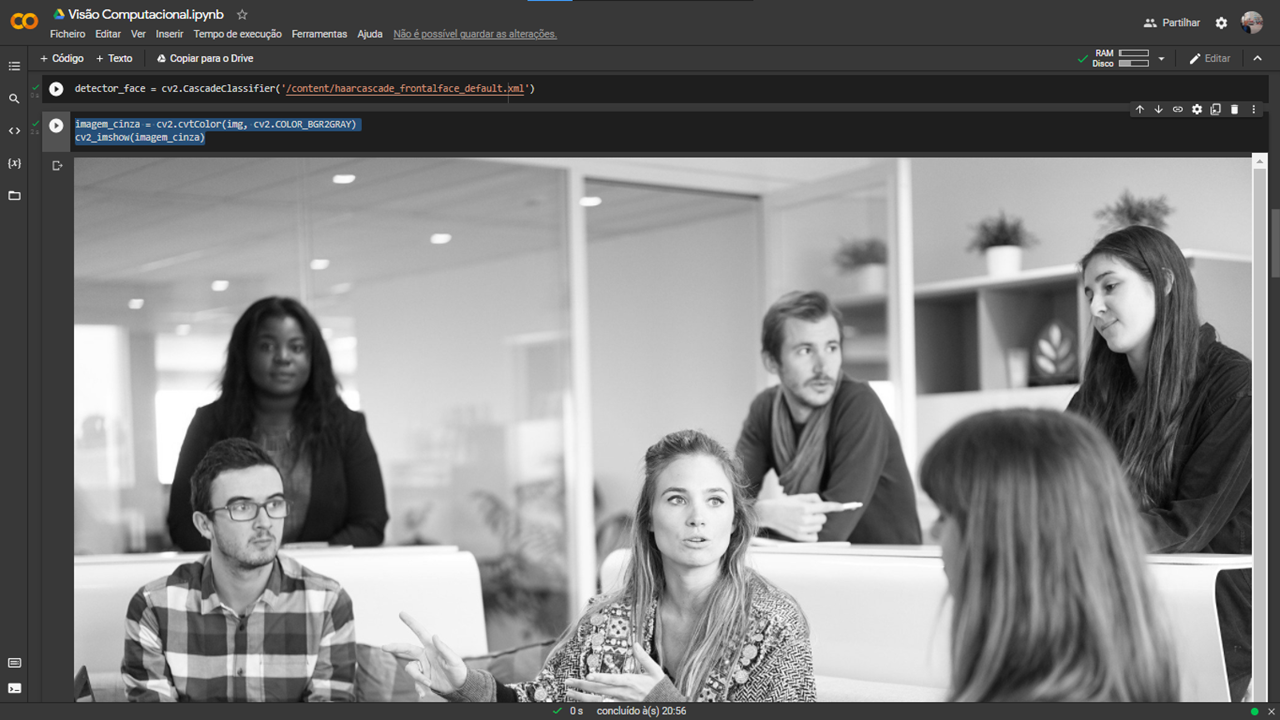 Visão Computacional.ipynb
Ficheiro Editar Ver Inserir Tempo de execução Ferramentas Ajuda Não é possível guardar as alterações.
Partilhar
+ Código + Texto Copiar para o Drive
RAM
Disco
Editar
detector_face = cv2.CascadeClassifier('/content/haarcascade_frontalface_default.xml')
imagem_cinza = cv2.cvtColor(img, cv2.COLOR_BGR2GRAY)
cv2_imshow(imagem_cinza)
0 s concluído à(s) 20:56